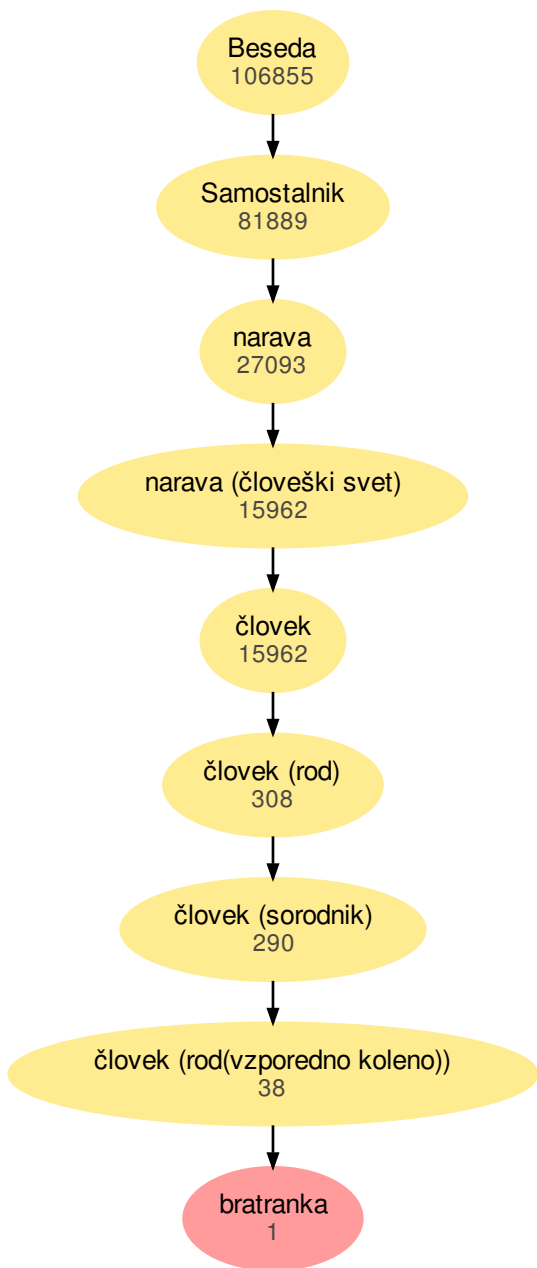 Beseda
106855
Samostalnik
81889
narava
27093
narava (človeški svet)
15962
človek
15962
človek (rod)
308
človek (sorodnik)
290
človek (rod(vzporedno koleno))
38
bratranka
1